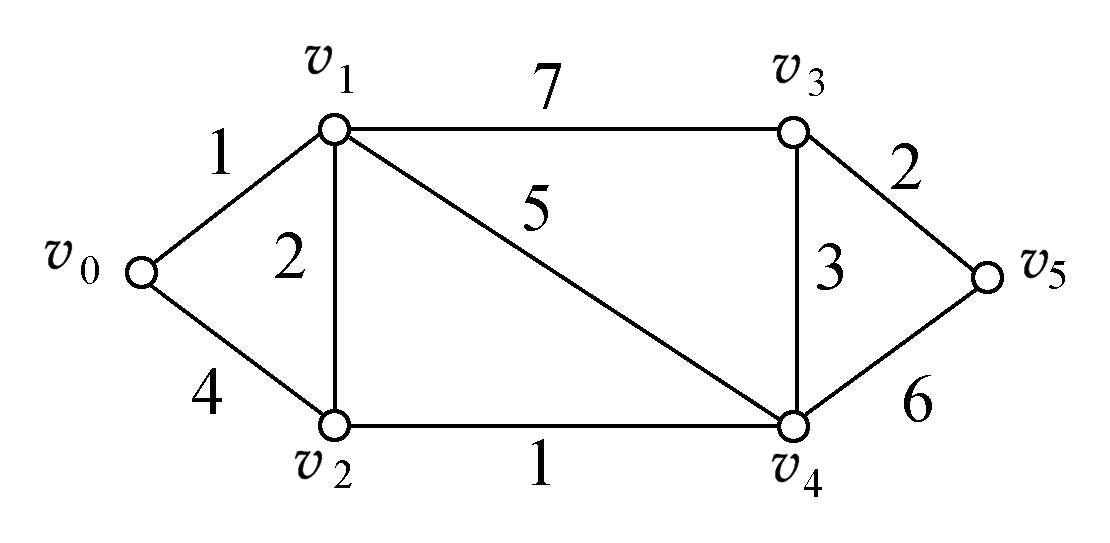 v₁ 7 v₃
1 5 2
v₀ 2 3 v₅
4 6
v₂ 1 v₄